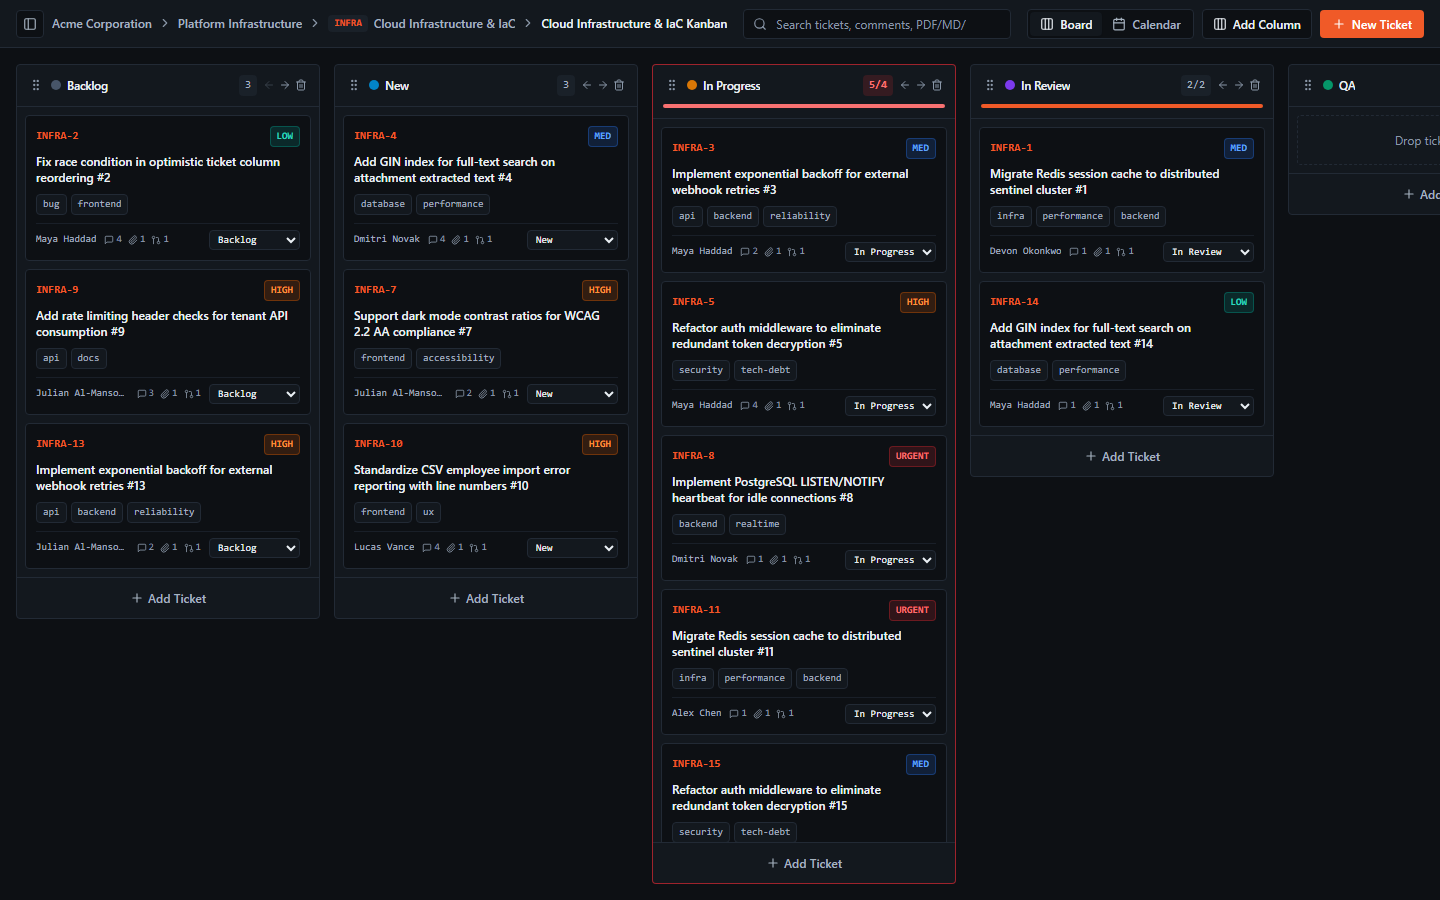 Acme Corporation > Platform Infrastructure > INFRA Cloud Infrastructure & IaC > Cloud Infrastructure & IaC Kanban
Search tickets, comments, PDF/MD/
Board
Calendar
Add Column
New Ticket
Backlog
3
INFRA-2
LOW
Fix race condition in optimistic ticket column
reordering #2
bug frontend
Maya Haddad 4 1 1 Backlog
INFRA-9
HIGH
Add rate limiting header checks for tenant API
consumption #9
api docs
Julian Al-Manso… 3 1 1 Backlog
INFRA-13
HIGH
Implement exponential backoff for external
webhook retries #13
api backend reliability
Julian Al-Manso… 2 1 1 Backlog
+ Add Ticket
New
3
INFRA-4
MED
Add GIN index for full-text search on
attachment extracted text #4
database performance
Dmitri Novak 4 1 1 New
INFRA-7
HIGH
Support dark mode contrast ratios for WCAG
2.2 AA compliance #7
frontend accessibility
Julian Al-Manso… 2 1 1 New
INFRA-10
HIGH
Standardize CSV employee import error
reporting with line numbers #10
frontend ux
Lucas Vance 4 1 1 New
+ Add Ticket
In Progress
5/4
INFRA-3
MED
Implement exponential backoff for external
webhook retries #3
api backend reliability
Maya Haddad 2 1 1 In Progress
INFRA-5
HIGH
Refactor auth middleware to eliminate
redundant token decryption #5
security tech-debt
Maya Haddad 4 1 1 In Progress
INFRA-8
URGENT
Implement PostgreSQL LISTEN/NOTIFY
heartbeat for idle connections #8
backend realtime
Dmitri Novak 1 1 1 In Progress
INFRA-11
URGENT
Migrate Redis session cache to distributed
sentinel cluster #11
infra performance backend
Alex Chen 1 1 1 In Progress
INFRA-15
MED
Refactor auth middleware to eliminate
redundant token decryption #15
security tech-debt
+ Add Ticket
In Review
2/2
INFRA-1
MED
Migrate Redis session cache to distributed
sentinel cluster #1
infra performance backend
Devon Okonkwo 1 1 1 In Review
INFRA-14
LOW
Add GIN index for full-text search on
attachment extracted text #14
database performance
Maya Haddad 1 1 1 In Review
+ Add Ticket
QA
Drop tick
+ Add